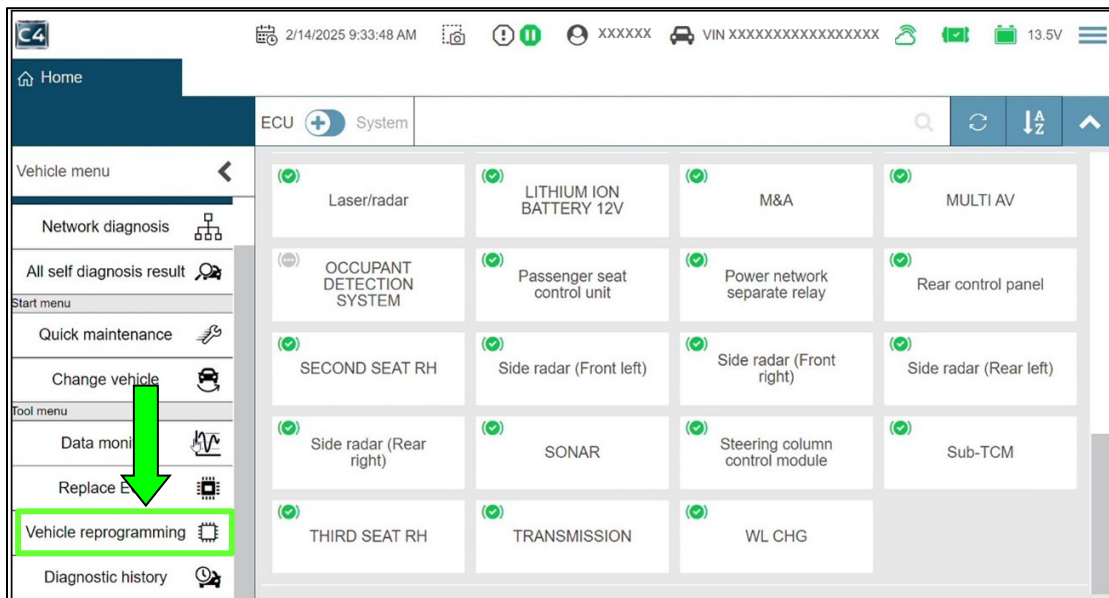 C4
2/14/2025 9:33:48 AM
XXXXXX
VIN XXXXXXXXXXXXXXXXX
13.5V
Home
ECU
System
A
Z
Vehicle menu
Network diagnosis
All self diagnosis result
Start menu
Quick maintenance
Change vehicle
Tool menu
Data moni
Replace E
Vehicle reprogramming
Diagnostic history
Laser/radar
LITHIUM ION
BATTERY 12V
M&A
MULTI AV
OCCUPANT
DETECTION
SYSTEM
Passenger seat
control unit
Power network
separate relay
Rear control panel
SECOND SEAT RH
Side radar (Front left)
Side radar (Front
right)
Side radar (Rear left)
Side radar (Rear
right)
SONAR
Steering column
control module
Sub-TCM
THIRD SEAT RH
TRANSMISSION
WL CHG